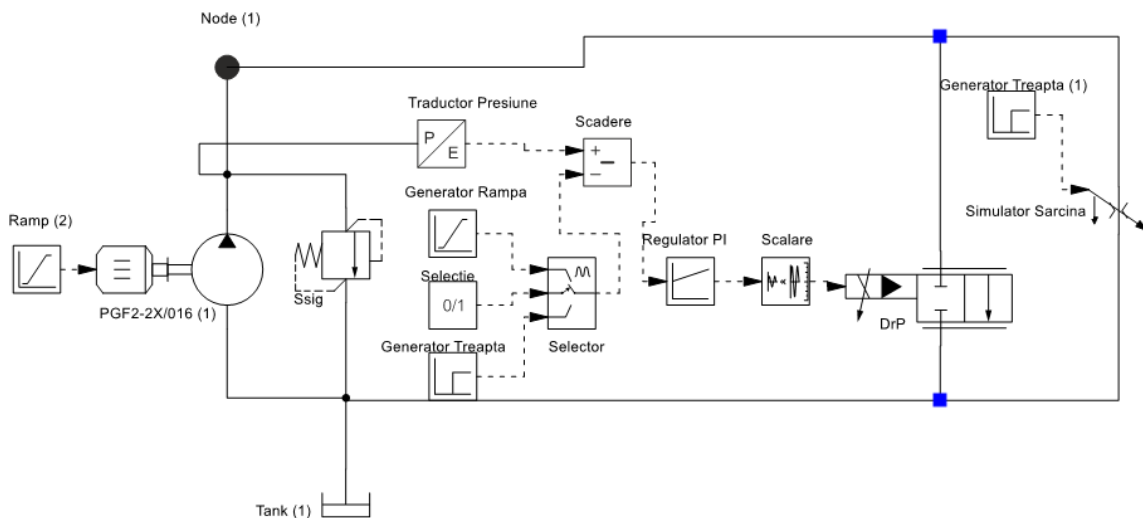 Node (1)
Traductor Presiune
P
E
Scadere
+
−
−
Generator Treapta (1)
Generator Rampa
Ramp (2)
Simulator Sarcina
Regulator PI
Scalare
Selectie
0/1
Ssig
PGF2-2X/016 (1)
DrP
Generator Treapta
Selector
Tank (1)